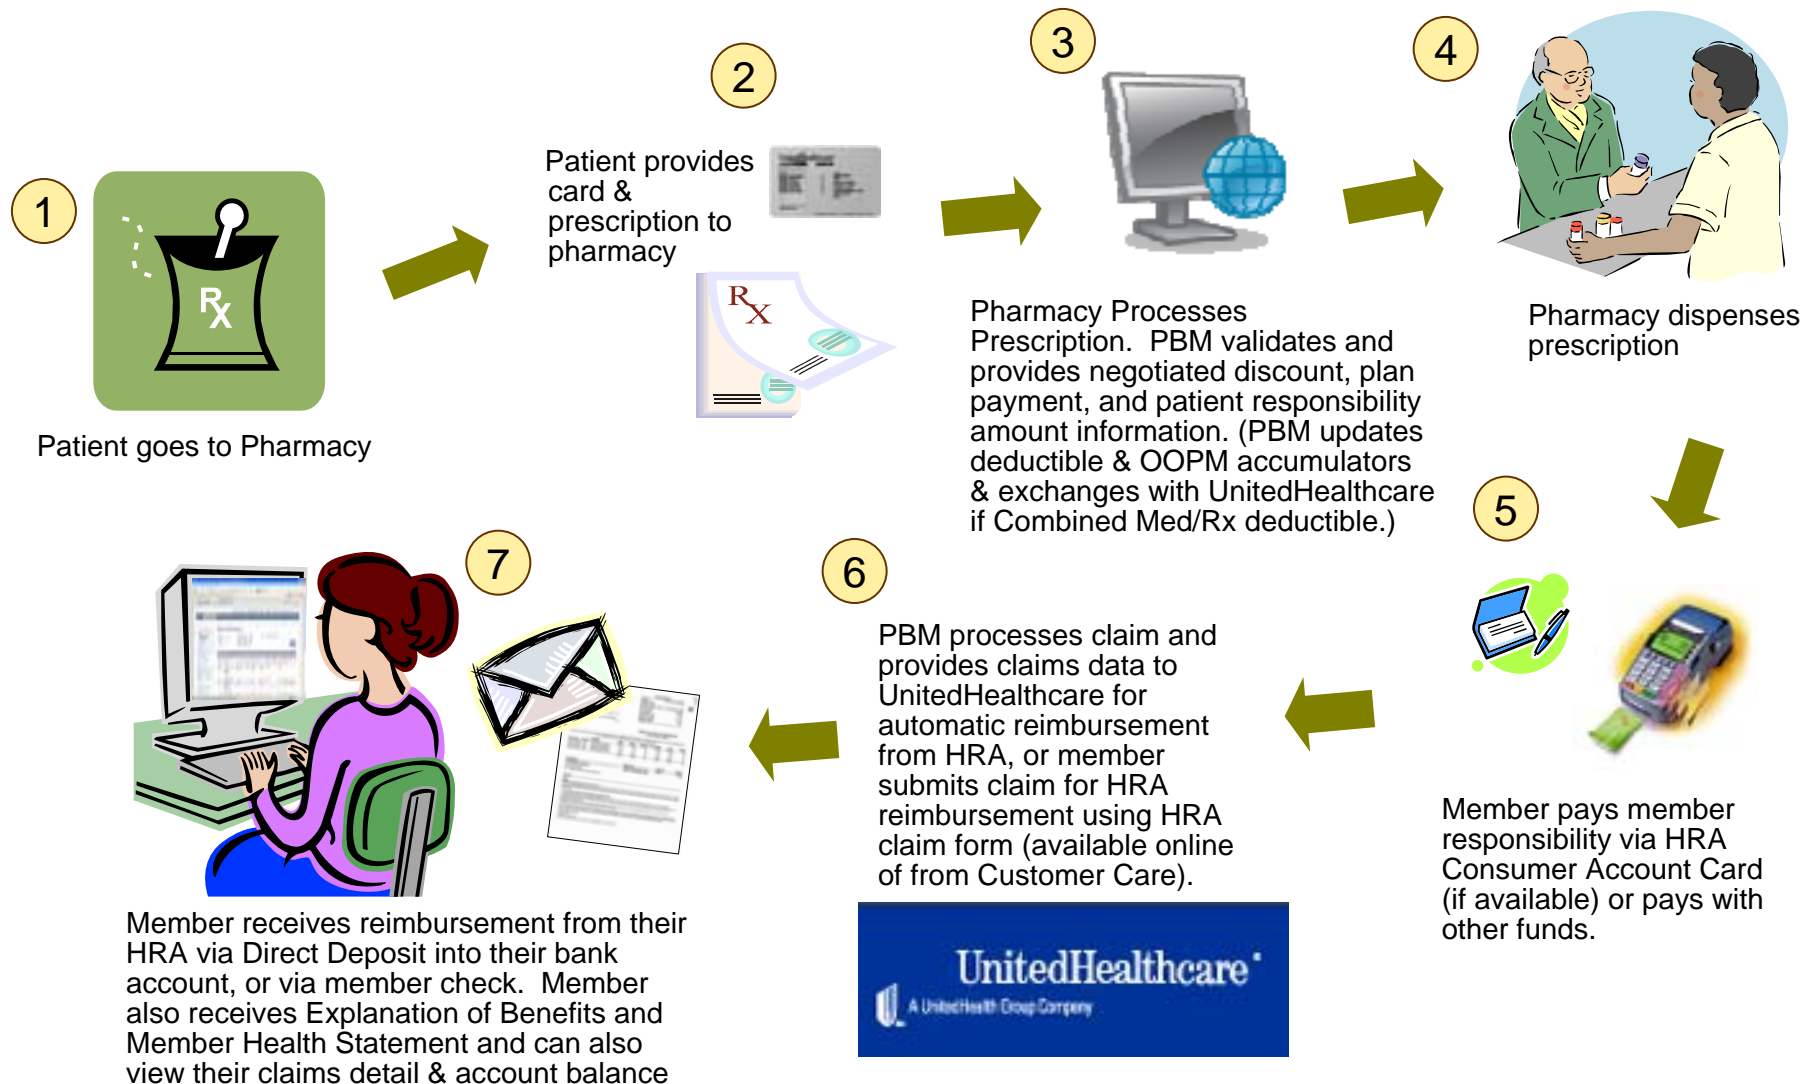 1
Rx
Patient goes to Pharmacy
2
Patient provides
card &
prescription to
pharmacy
Rx
3
Pharmacy Processes
Prescription.  PBM validates and
provides negotiated discount, plan
payment, and patient responsibility
amount information. (PBM updates
deductible & OOPM accumulators
& exchanges with UnitedHealthcare
if Combined Med/Rx deductible.)
4
Pharmacy dispenses
prescription
5
Member pays member
responsibility via HRA
Consumer Account Card
(if available) or pays with
other funds.
6
PBM processes claim and
provides claims data to
UnitedHealthcare for
automatic reimbursement
from HRA, or member
submits claim for HRA
reimbursement using HRA
claim form (available online
of from Customer Care).
UnitedHealthcare
A UnitedHealth Group Company
7
Member receives reimbursement from their
HRA via Direct Deposit into their bank
account, or via member check.  Member
also receives Explanation of Benefits and
Member Health Statement and can also
view their claims detail & account balance